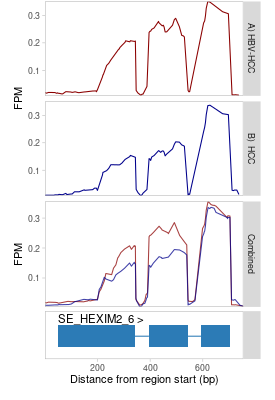 0.3
0.2
0.1
FPM
A) HBV-HCC
0.3
0.2
0.1
B) HCC
0.3
0.2
0.1
FPM
Combined
SE_HEXIM2_6 >
200 400 600
Distance from region start (bp)